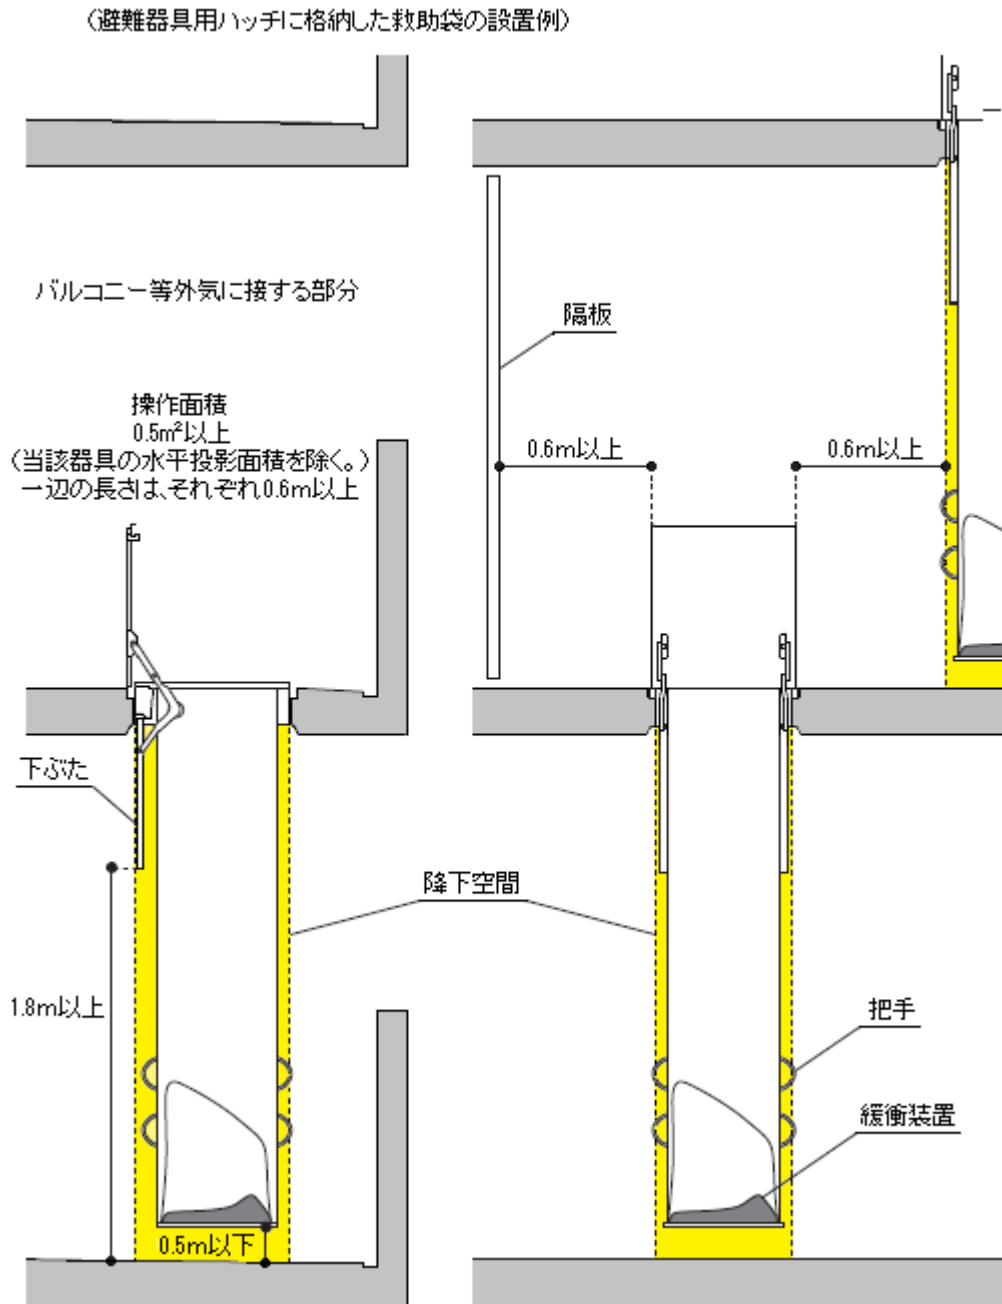 （避難器具用ハッチに格納した救助袋の設置例）
バルコニー等外気に接する部分
隔板
操作面積
0.5m²以上
（当該器具の水平投影面積を除く。）
一辺の長さは、それぞれ0.6m以上
0.6m以上
0.6m以上
下ぶた
降下空間
1.8m以上
把手
緩衝装置
0.5m以下